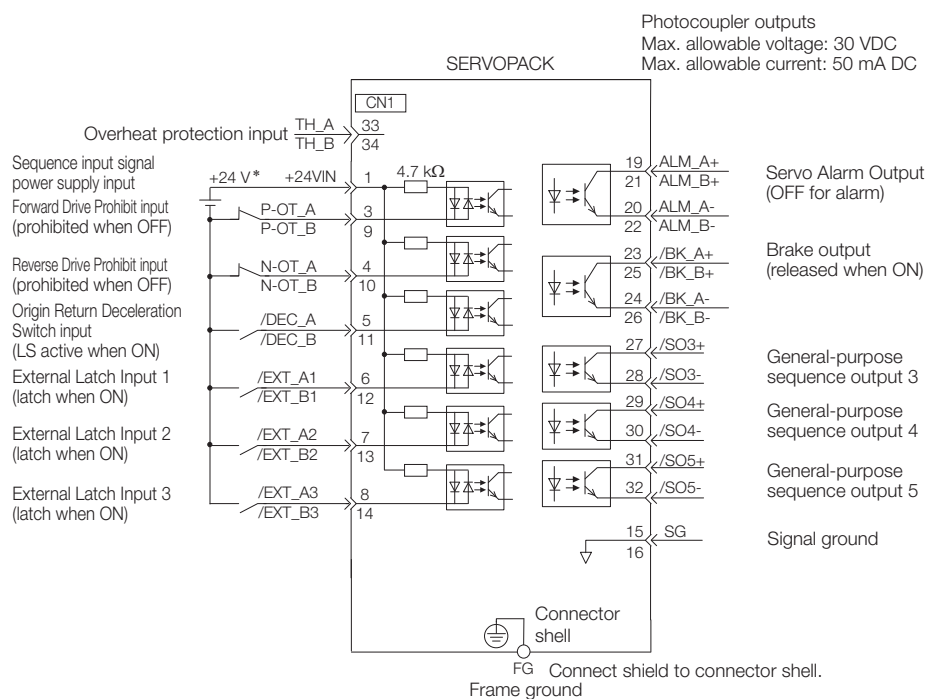 Photocoupler outputs
Max. allowable voltage: 30 VDC
Max. allowable current: 50 mA DC
SERVOPACK
CN1
Overheat protection input
TH_A
TH_B
33
34
Sequence input signal
power supply input
+24 V*
+24VIN
1
4.7 kΩ
Forward Drive Prohibit input
(prohibited when OFF)
P-OT_A
P-OT_B
3
9
Reverse Drive Prohibit input
(prohibited when OFF)
N-OT_A
N-OT_B
4
10
Origin Return Deceleration
Switch input
(LS active when ON)
/DEC_A
/DEC_B
5
11
External Latch Input 1
(latch when ON)
/EXT_A1
/EXT_B1
6
12
External Latch Input 2
(latch when ON)
/EXT_A2
/EXT_B2
7
13
External Latch Input 3
(latch when ON)
/EXT_A3
/EXT_B3
8
14
19 ALM_A+
21 ALM_B+
20 ALM_A-
22 ALM_B-
Servo Alarm Output
(OFF for alarm)
23 /BK_A+
25 /BK_B+
24 /BK_A-
26 /BK_B-
Brake output
(released when ON)
27 /SO3+
28 /SO3-
General-purpose
sequence output 3
29 /SO4+
30 /SO4-
General-purpose
sequence output 4
31 /SO5+
32 /SO5-
General-purpose
sequence output 5
15 SG
16
Signal ground
Connector
shell
FG Connect shield to connector shell.
Frame ground